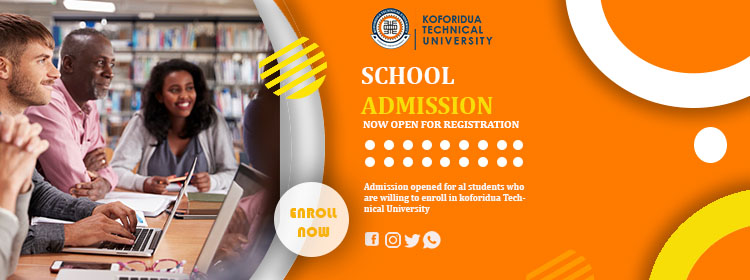 KOFORIDUA
TECHNICAL
UNIVERSITY
SCHOOL
ADMISSION
NOW OPEN FOR REGISTRATION
Admission opened for al students who
are willing to enroll in koforidua Tech-
nical University
ENROLL
NOW